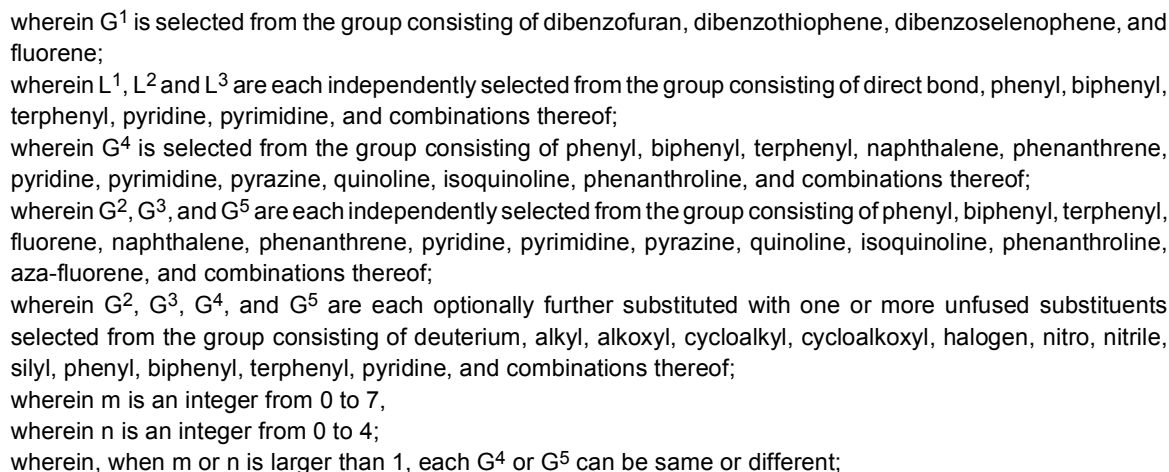 wherein G1 is selected from the group consisting of dibenzofuran, dibenzothiophene, dibenzoselenophene, and
fluorene;
wherein L1, L2 and L3 are each independently selected from the group consisting of direct bond, phenyl, biphenyl,
terphenyl, pyridine, pyrimidine, and combinations thereof;
wherein G4 is selected from the group consisting of phenyl, biphenyl, terphenyl, naphthalene, phenanthrene,
pyridine, pyrimidine, pyrazine, quinoline, isoquinoline, phenanthroline, and combinations thereof;
wherein G2, G3, and G5 are each independently selected from the group consisting of phenyl, biphenyl, terphenyl,
fluorene, naphthalene, phenanthrene, pyridine, pyrimidine, pyrazine, quinoline, isoquinoline, phenanthroline,
aza-fluorene, and combinations thereof;
wherein G2, G3, G4, and G5 are each optionally further substituted with one or more unfused substituents
selected from the group consisting of deuterium, alkyl, alkoxyl, cycloalkyl, cycloalkoxyl, halogen, nitro, nitrile,
silyl, phenyl, biphenyl, terphenyl, pyridine, and combinations thereof;
wherein m is an integer from 0 to 7,
wherein n is an integer from 0 to 4;
wherein, when m or n is larger than 1, each G4 or G5 can be same or different;